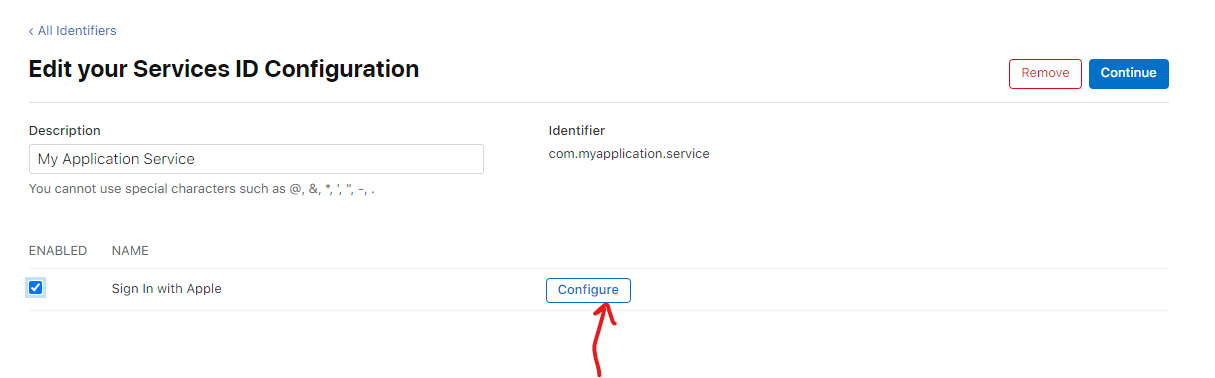 ‹ All Identifiers
Edit your Services ID Configuration
Remove
Continue
Description
Identifier
My Application Service
com.myapplication.service
You cannot use special characters such as @, &, *, ', ", -, .
ENABLED NAME
Sign In with Apple
Configure